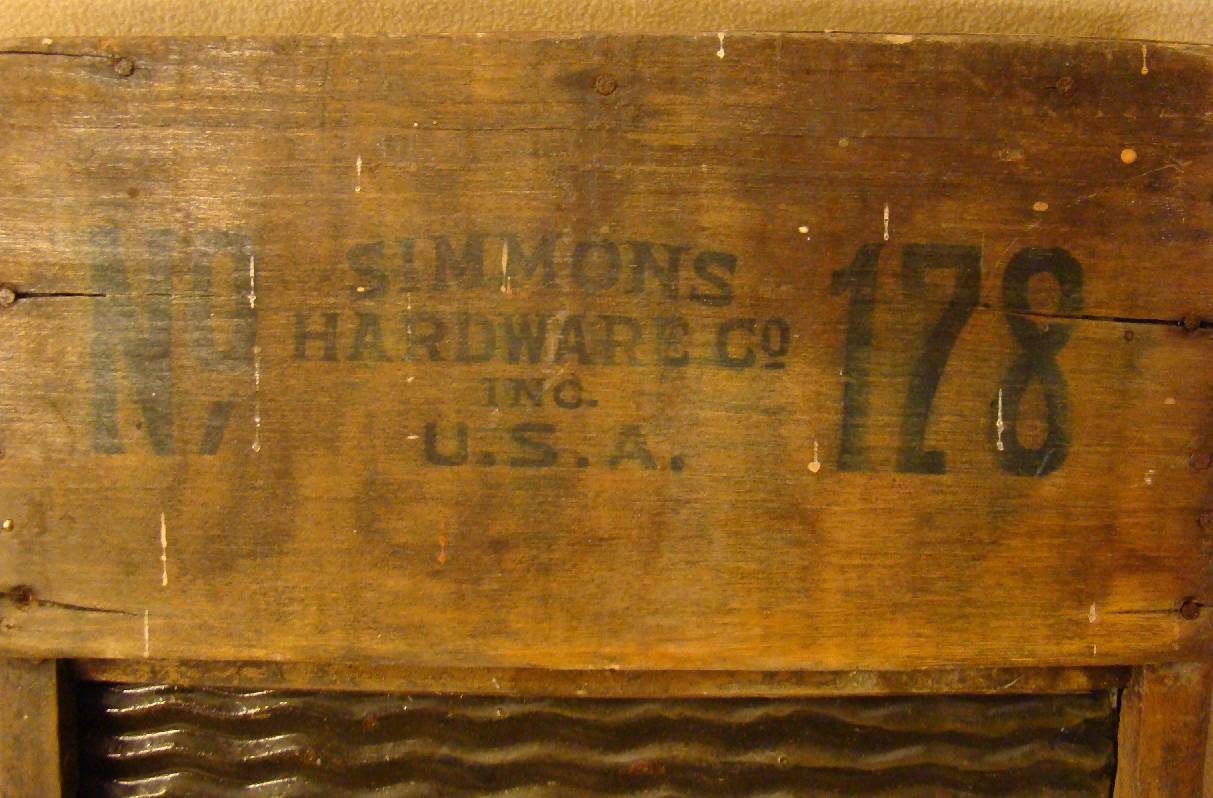 No
SIMMONS
HARDWARE Co
INC.
U.S.A.
178